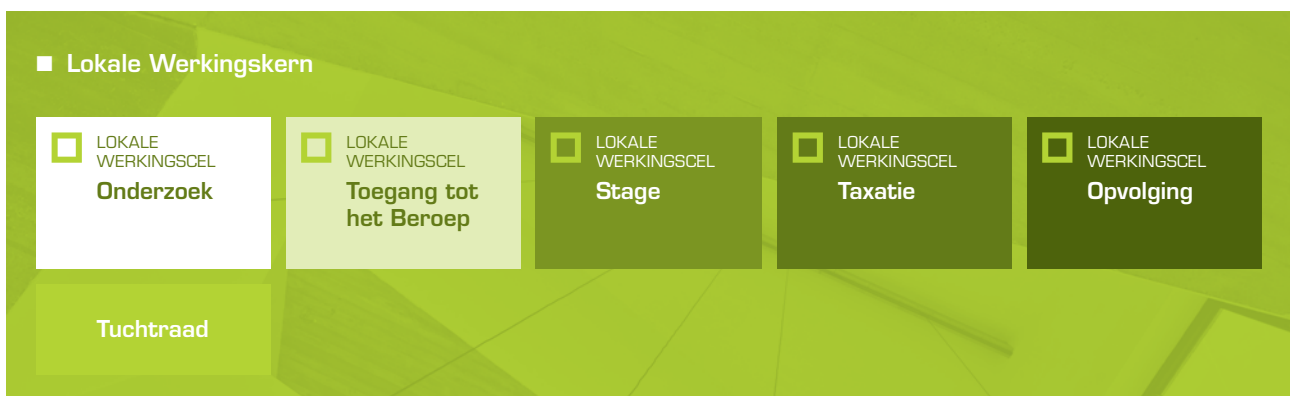 Lokale Werkingskern
LOKALE
WERKINGSCEL
Onderzoek
LOKALE
WERKINGSCEL
Toegang tot
het Beroep
LOKALE
WERKINGSCEL
Stage
LOKALE
WERKINGSCEL
Taxatie
LOKALE
WERKINGSCEL
Opvolging
Tuchtraad